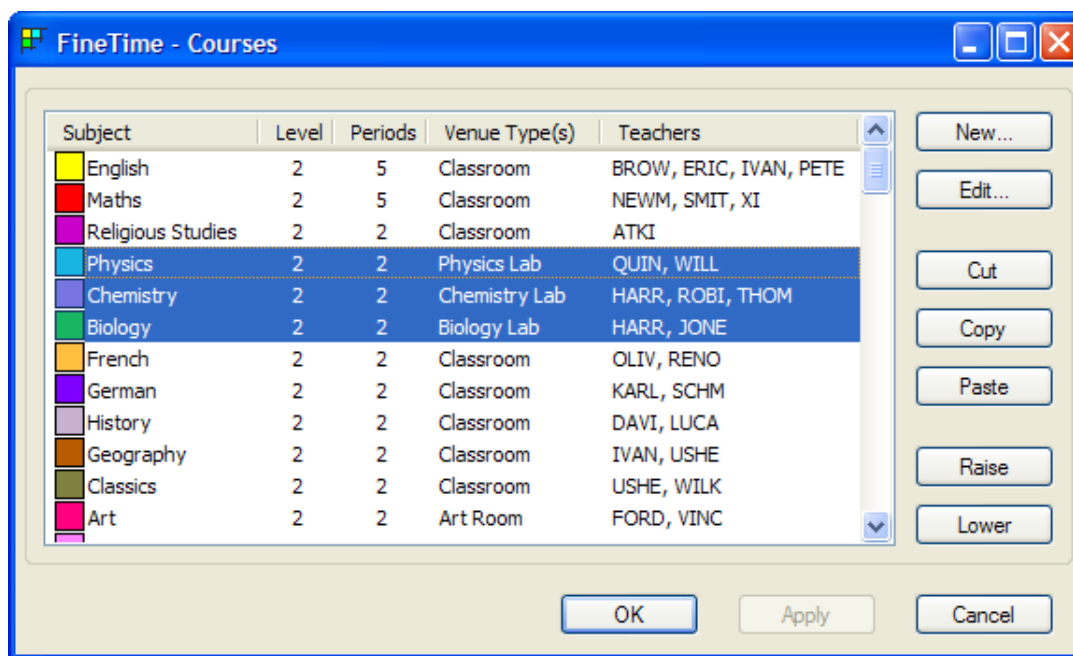 FineTime - Courses
Subject Level Periods Venue Type(s) Teachers
English 2 5 Classroom BROW, ERIC, IVAN, PETE
Maths 2 5 Classroom NEWM, SMIT, XI
Religious Studies 2 2 Classroom ATKI
Physics 2 2 Physics Lab QUIN, WILL
Chemistry 2 2 Chemistry Lab HARR, ROBI, THOM
Biology 2 2 Biology Lab HARR, JONE
French 2 2 Classroom OLIV, RENO
German 2 2 Classroom KARL, SCHM
History 2 2 Classroom DAVI, LUCA
Geography 2 2 Classroom IVAN, USHE
Classics 2 2 Classroom USHE, WILK
Art 2 2 Art Room FORD, VINC
New...
Edit...
Cut
Copy
Paste
Raise
Lower
OK Apply Cancel